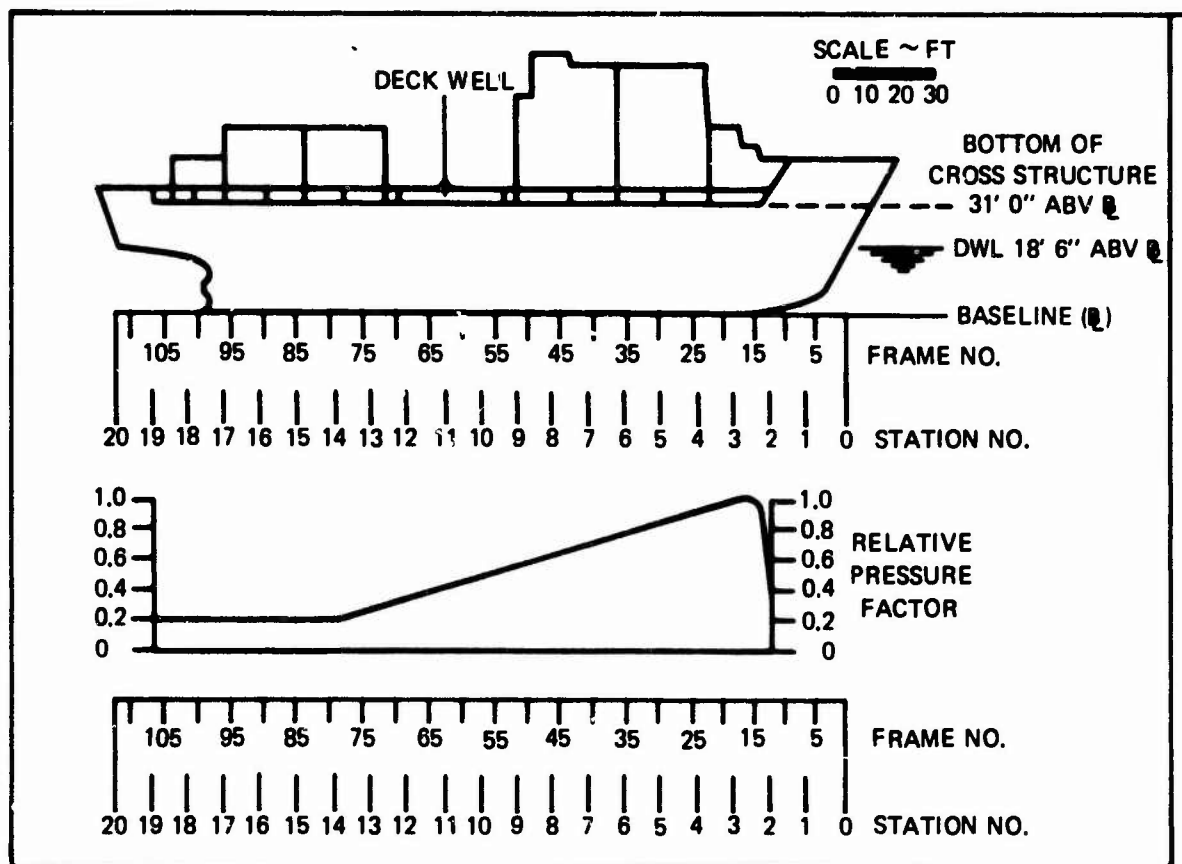 SCALE ~ FT
0 10 20 30
DECK WELL
BOTTOM OF
CROSS STRUCTURE
31' 0" ABV ℄
DWL 18' 6" ABV ℄
BASELINE (℄)
105 95 85 75 65 55 45 35 25 15 5 FRAME NO.
20 19 18 17 16 15 14 13 12 11 10 9 8 7 6 5 4 3 2 1 0 STATION NO.
1.0 1.0
0.8 0.8
0.6 0.6
0.4 0.4
0.2 0.2
0 0
RELATIVE
PRESSURE
FACTOR
105 95 85 75 65 55 45 35 25 15 5 FRAME NO.
20 19 18 17 16 15 14 13 12 11 10 9 8 7 6 5 4 3 2 1 0 STATION NO.